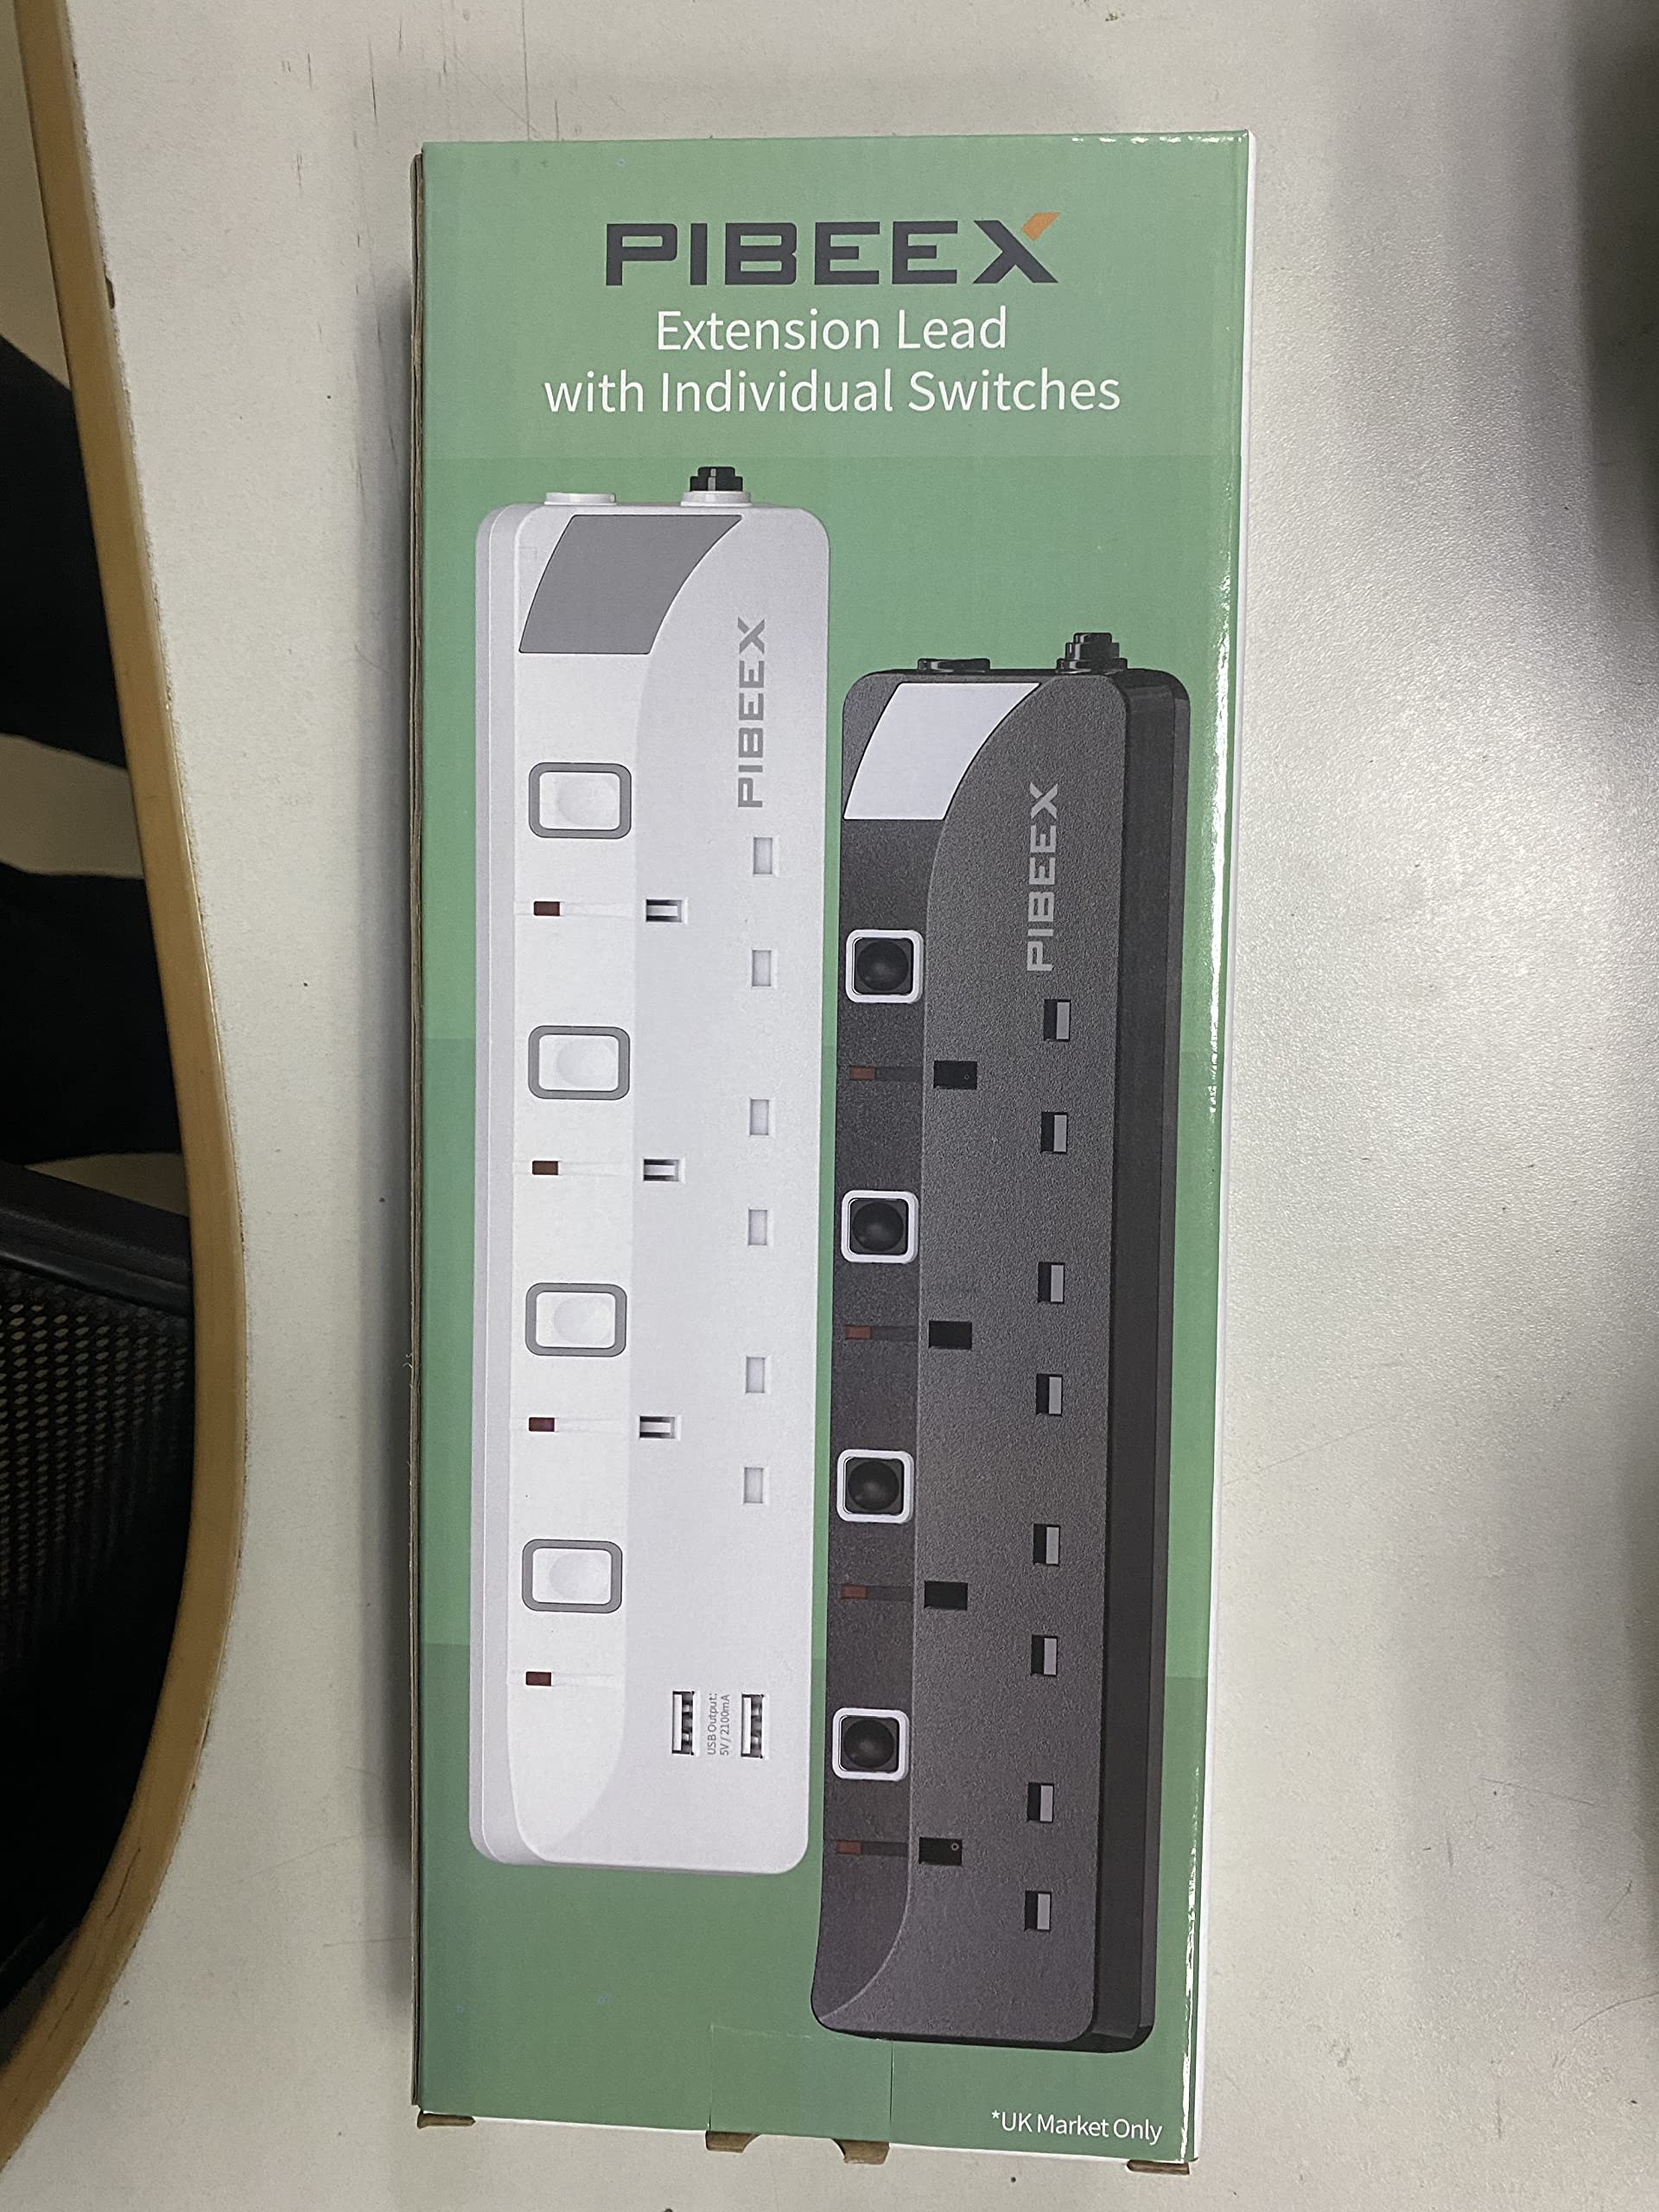 PIBEEX
Extension Lead
with Individual Switches
PIBEEX
PIBEEX
USB Output:
5V / 2100mA
*UK Market Only